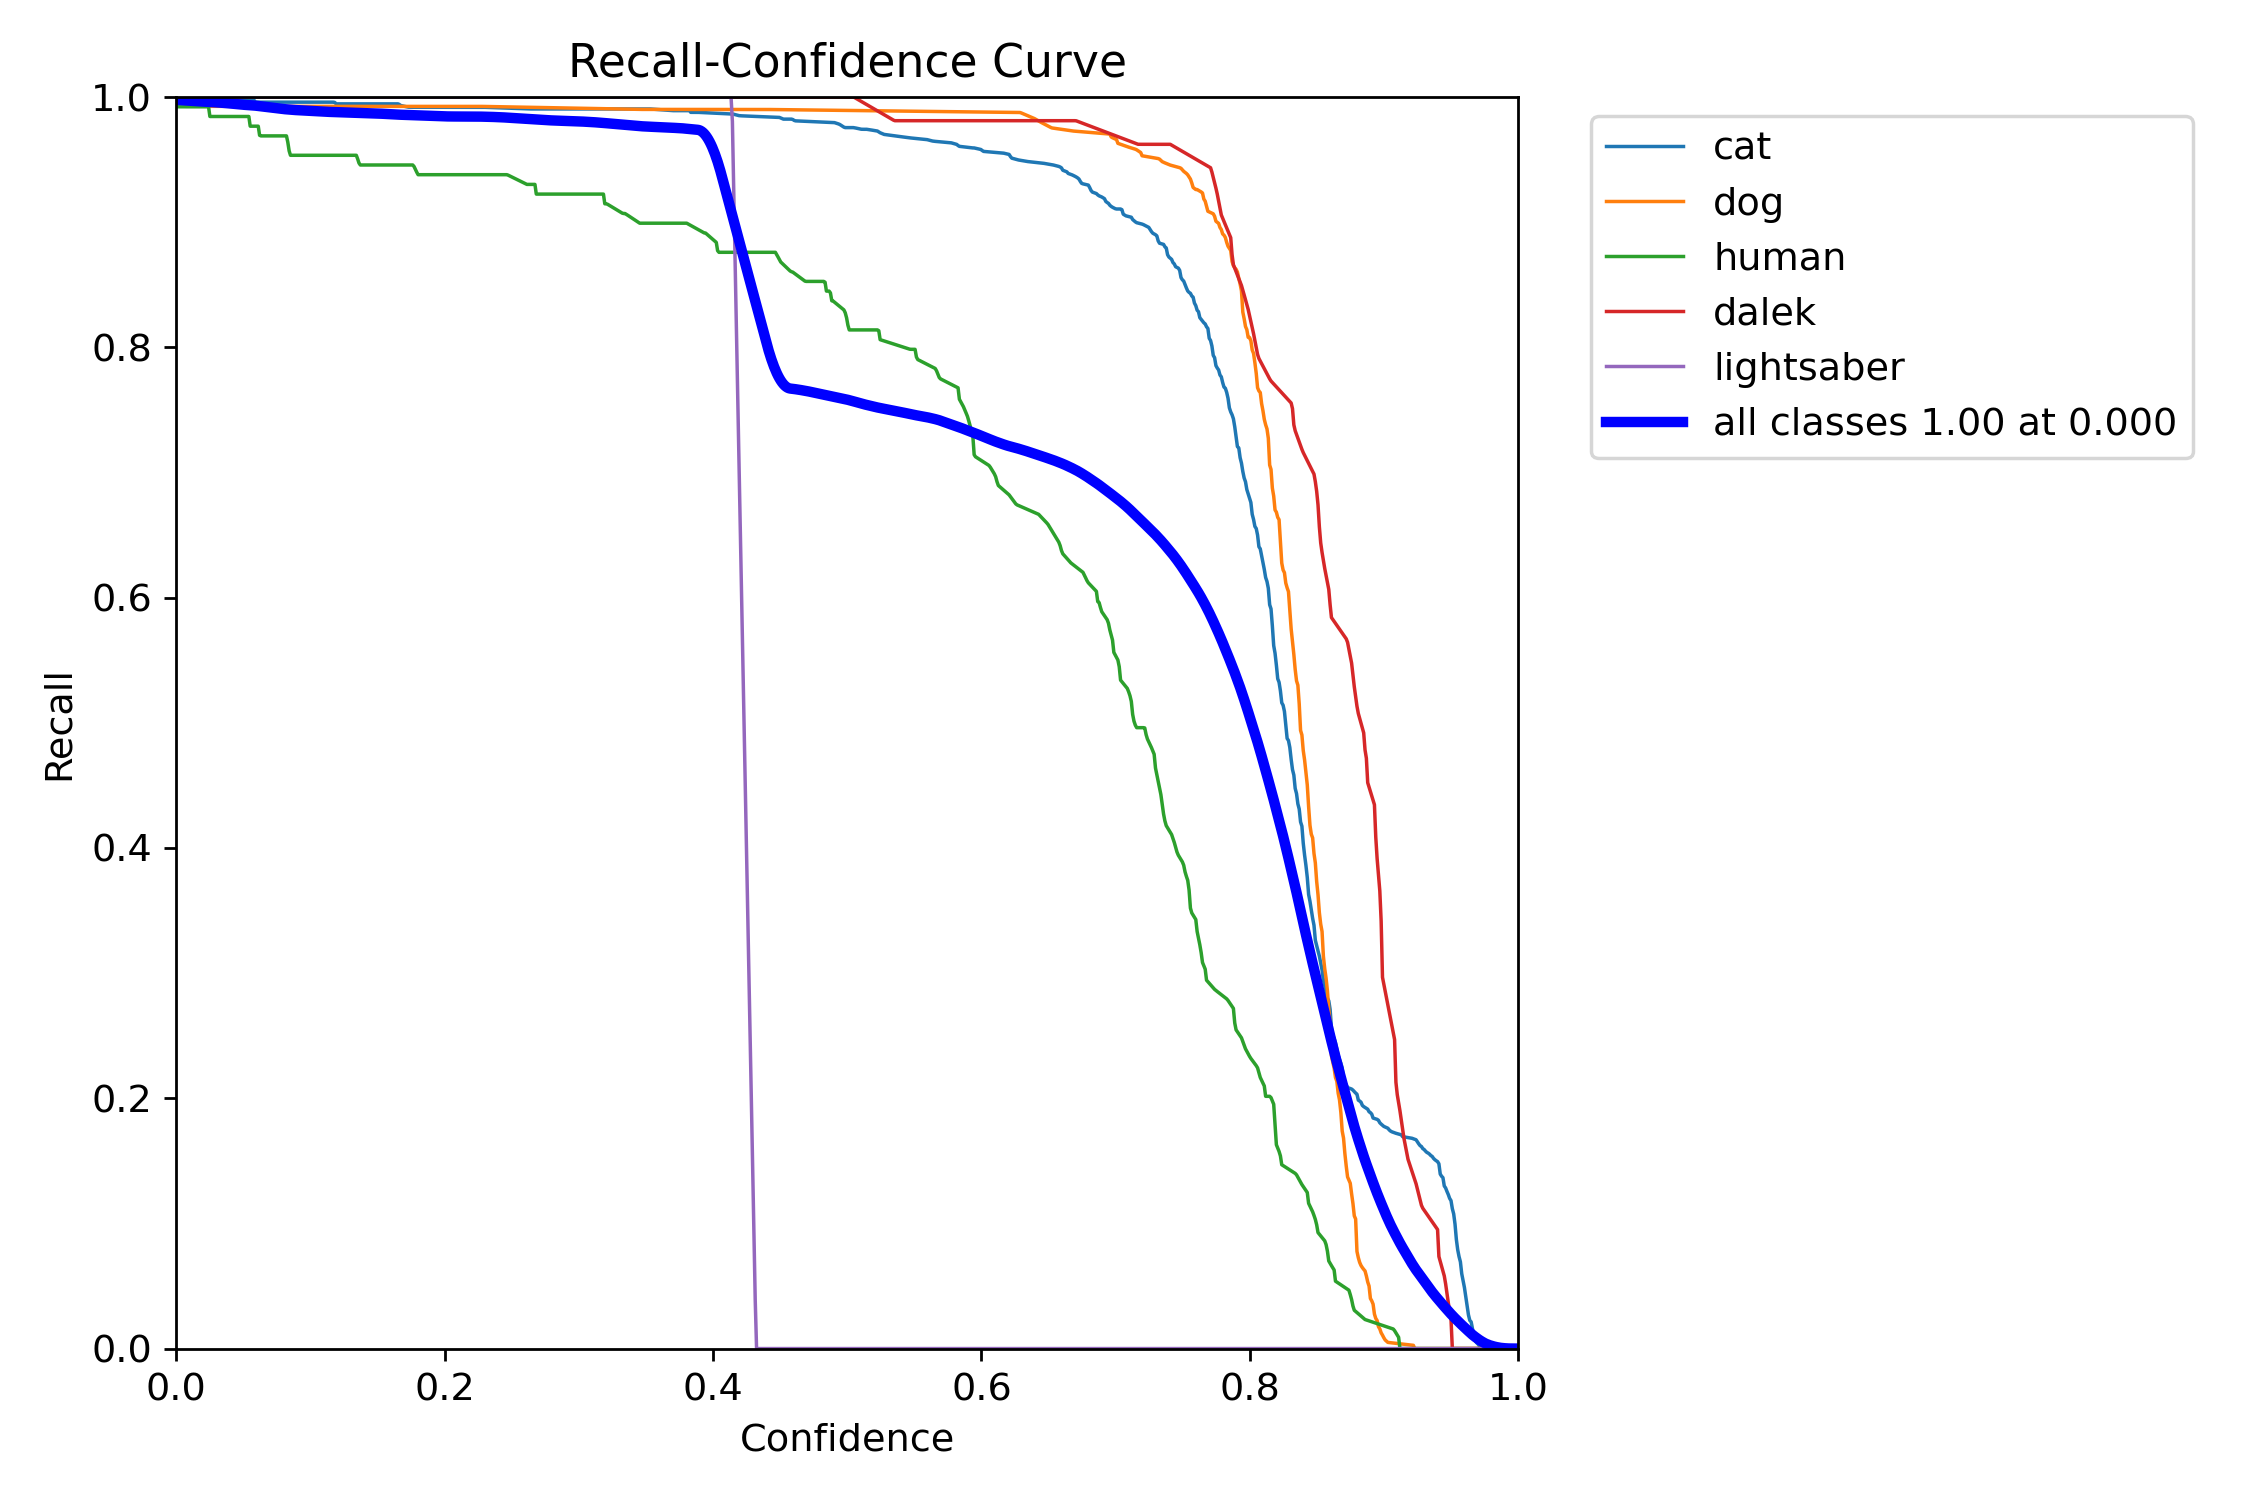 Recall-Confidence Curve
1.0
0.8
0.6
0.4
0.2
0.0
Recall
0.0 0.2 0.4 0.6 0.8 1.0
Confidence
cat
dog
human
dalek
lightsaber
all classes 1.00 at 0.000